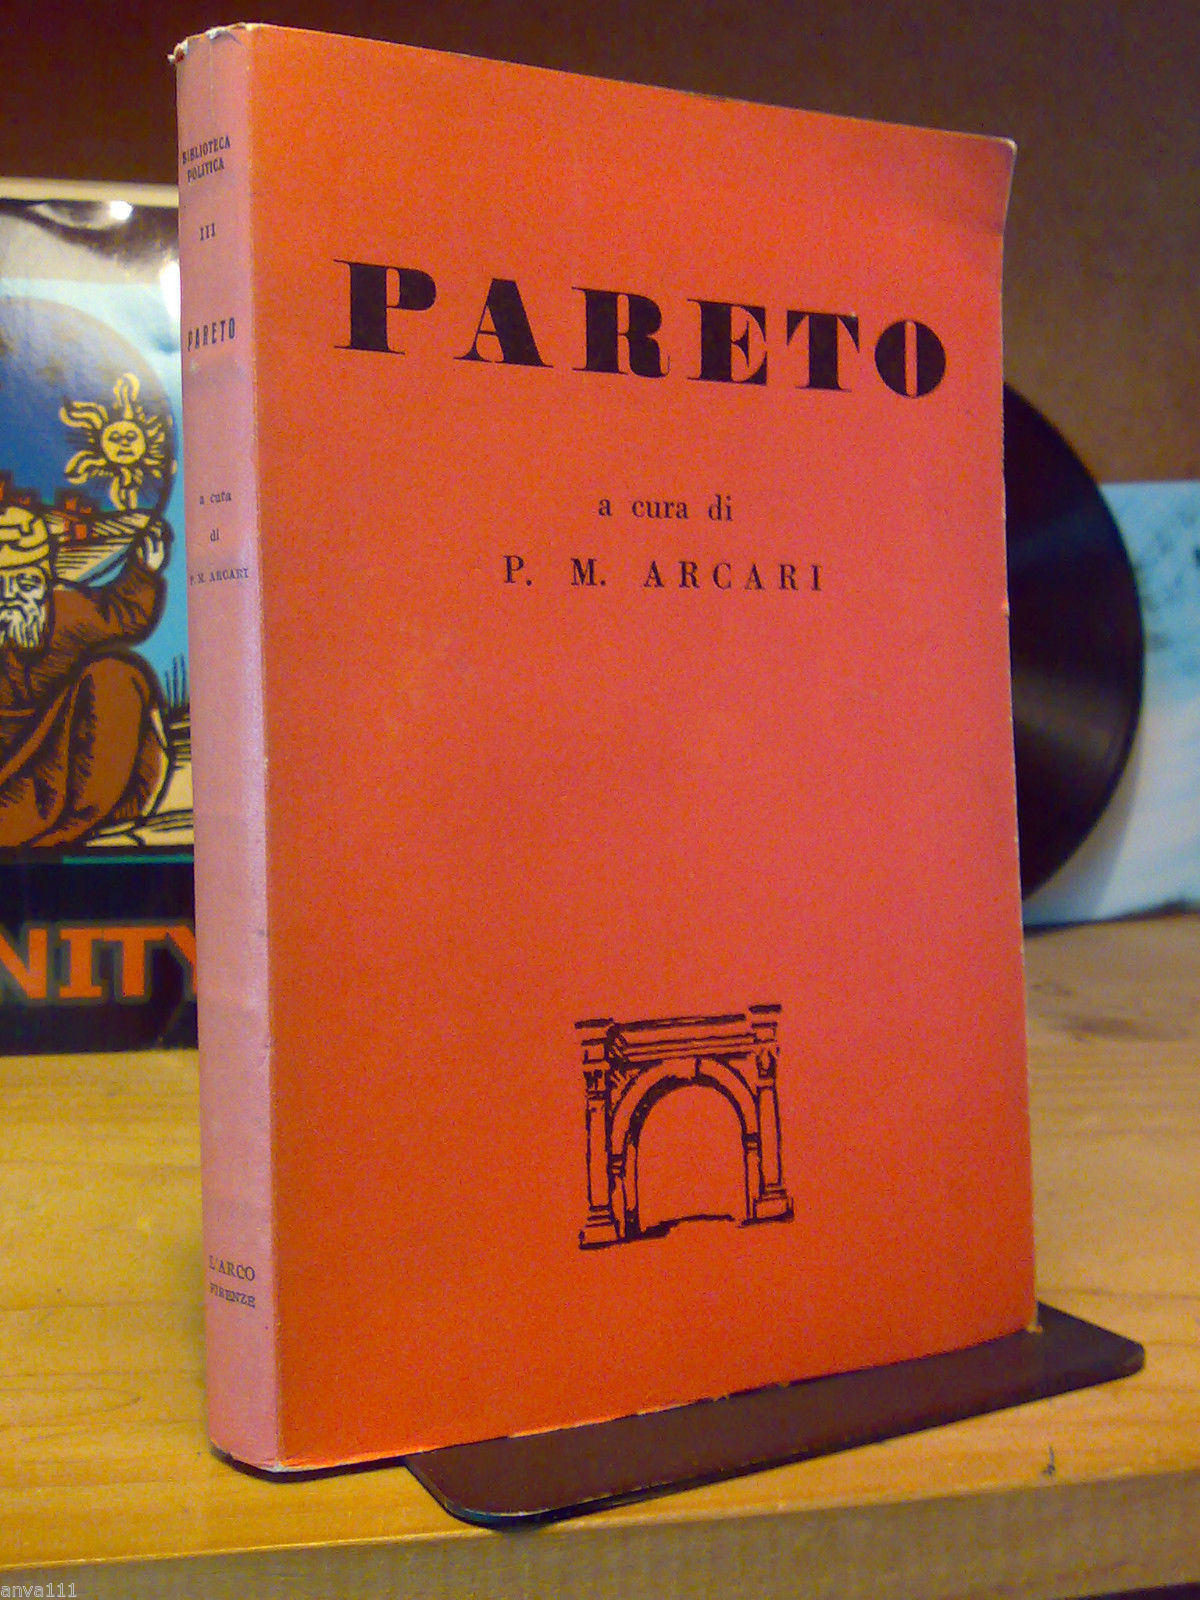 BIBLIOTECA
POLITICA
III
PARETO
a cura
di
P. M. ARCARI
L'ARCO
FIRENZE
PARETO
a cura di
P. M. ARCARI
NITY
anva111